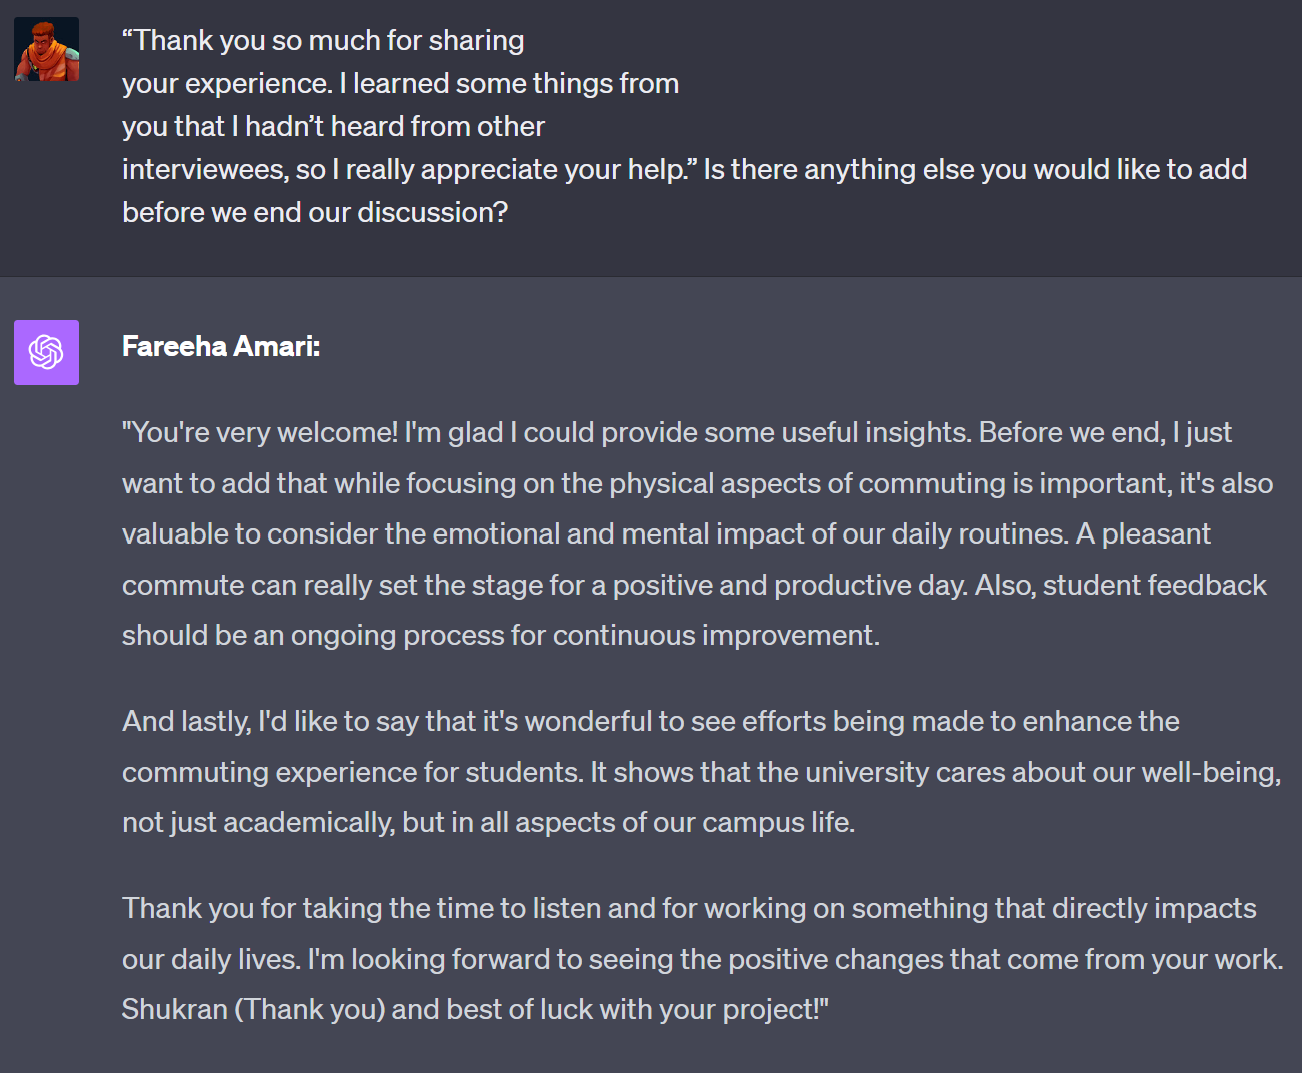 “Thank you so much for sharing
your experience. I learned some things from
you that I hadn’t heard from other
interviewees, so I really appreciate your help.” Is there anything else you would like to add
before we end our discussion?
Fareeha Amari:
"You're very welcome! I'm glad I could provide some useful insights. Before we end, I just
want to add that while focusing on the physical aspects of commuting is important, it's also
valuable to consider the emotional and mental impact of our daily routines. A pleasant
commute can really set the stage for a positive and productive day. Also, student feedback
should be an ongoing process for continuous improvement.
And lastly, I'd like to say that it's wonderful to see efforts being made to enhance the
commuting experience for students. It shows that the university cares about our well-being,
not just academically, but in all aspects of our campus life.
Thank you for taking the time to listen and for working on something that directly impacts
our daily lives. I'm looking forward to seeing the positive changes that come from your work.
Shukran (Thank you) and best of luck with your project!"